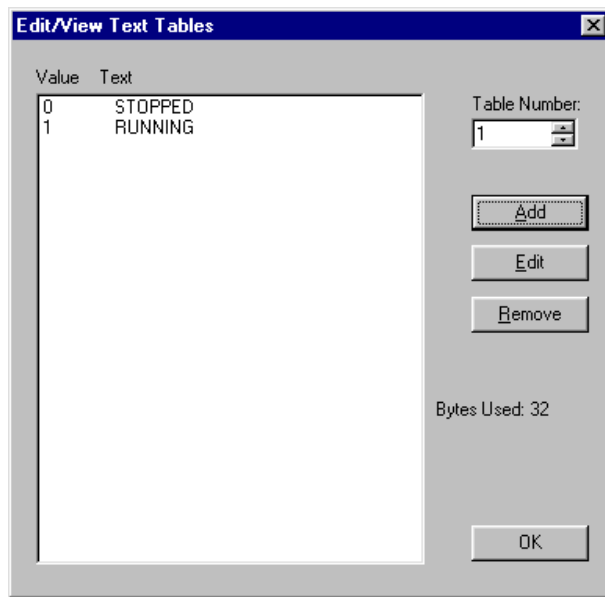 Edit/View Text Tables
Value Text
0 STOPPED
1 RUNNING
Table Number:
1
Add
Edit
Remove
Bytes Used: 32
OK